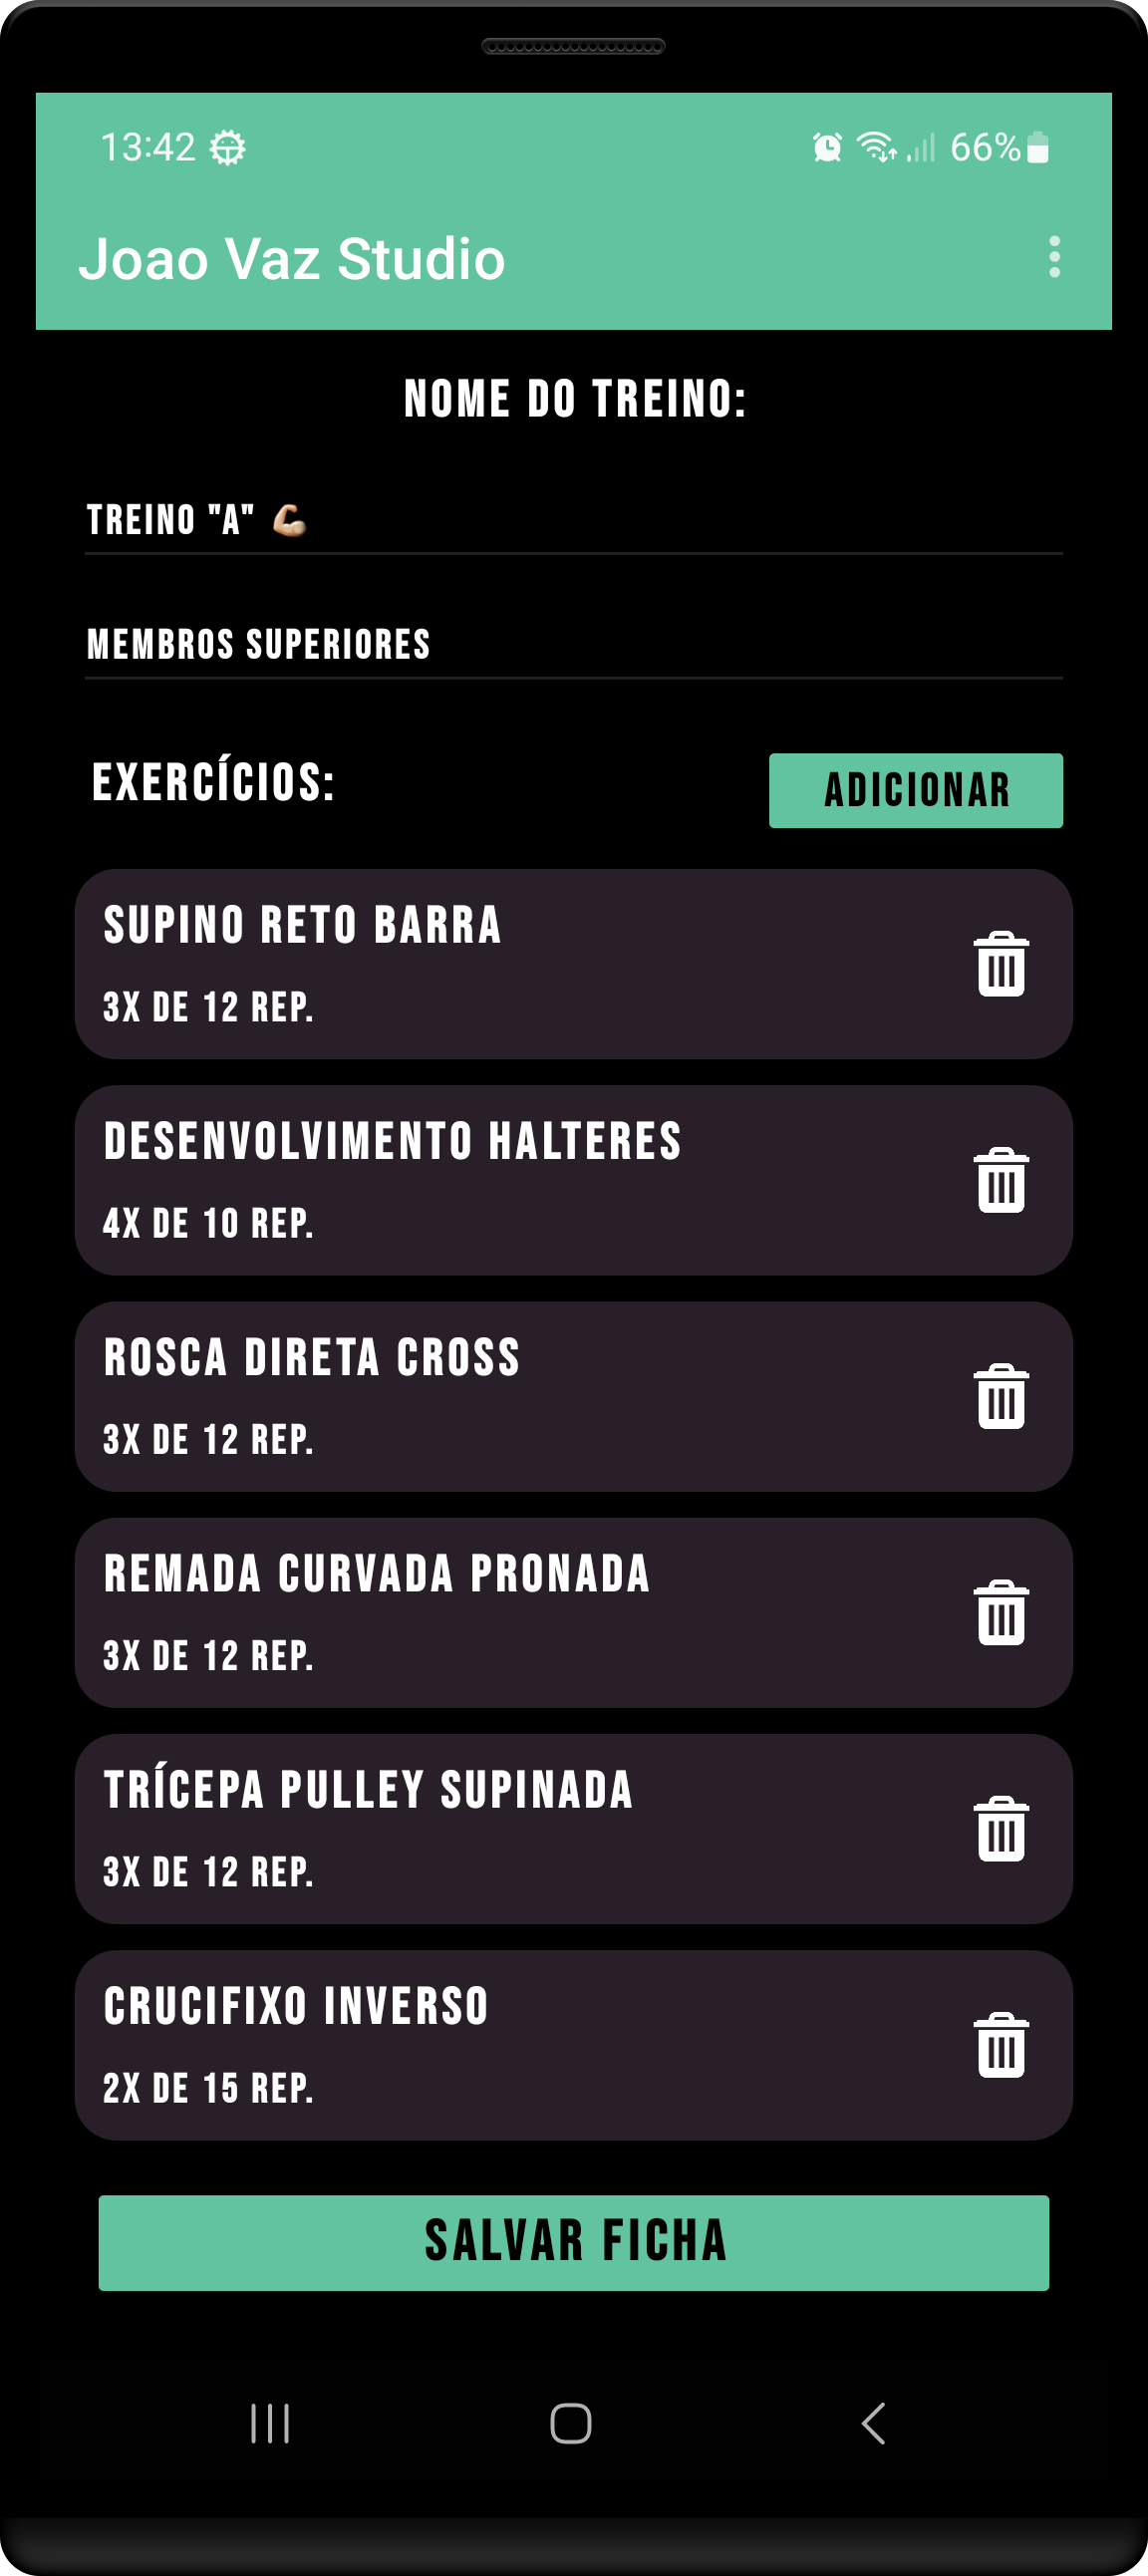 13:42
66%
Joao Vaz Studio
NOME DO TREINO:
TREINO "A" 💪🏼
MEMBROS SUPERIORES
EXERCÍCIOS:
ADICIONAR
SUPINO RETO BARRA
3X DE 12 REP.
DESENVOLVIMENTO HALTERES
4X DE 10 REP.
ROSCA DIRETA CROSS
3X DE 12 REP.
REMADA CURVADA PRONADA
3X DE 12 REP.
TRÍCEPA PULLEY SUPINADA
3X DE 12 REP.
CRUCIFIXO INVERSO
2X DE 15 REP.
SALVAR FICHA